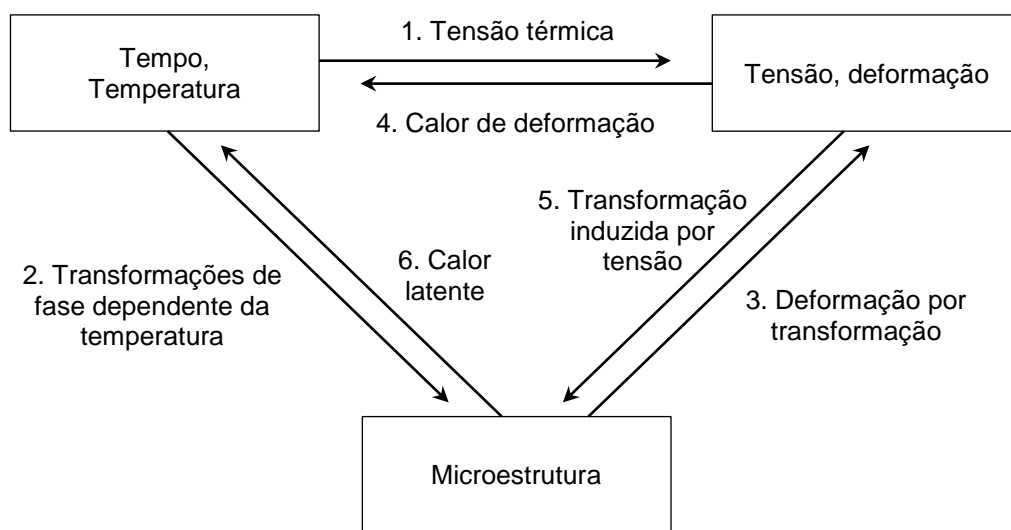 1. Tensão térmica
Tempo,
Temperatura
Tensão, deformação
4. Calor de deformação
5. Transformação
induzida por
tensão
6. Calor
latente
2. Transformações de
fase dependente da
temperatura
3. Deformação por
transformação
Microestrutura